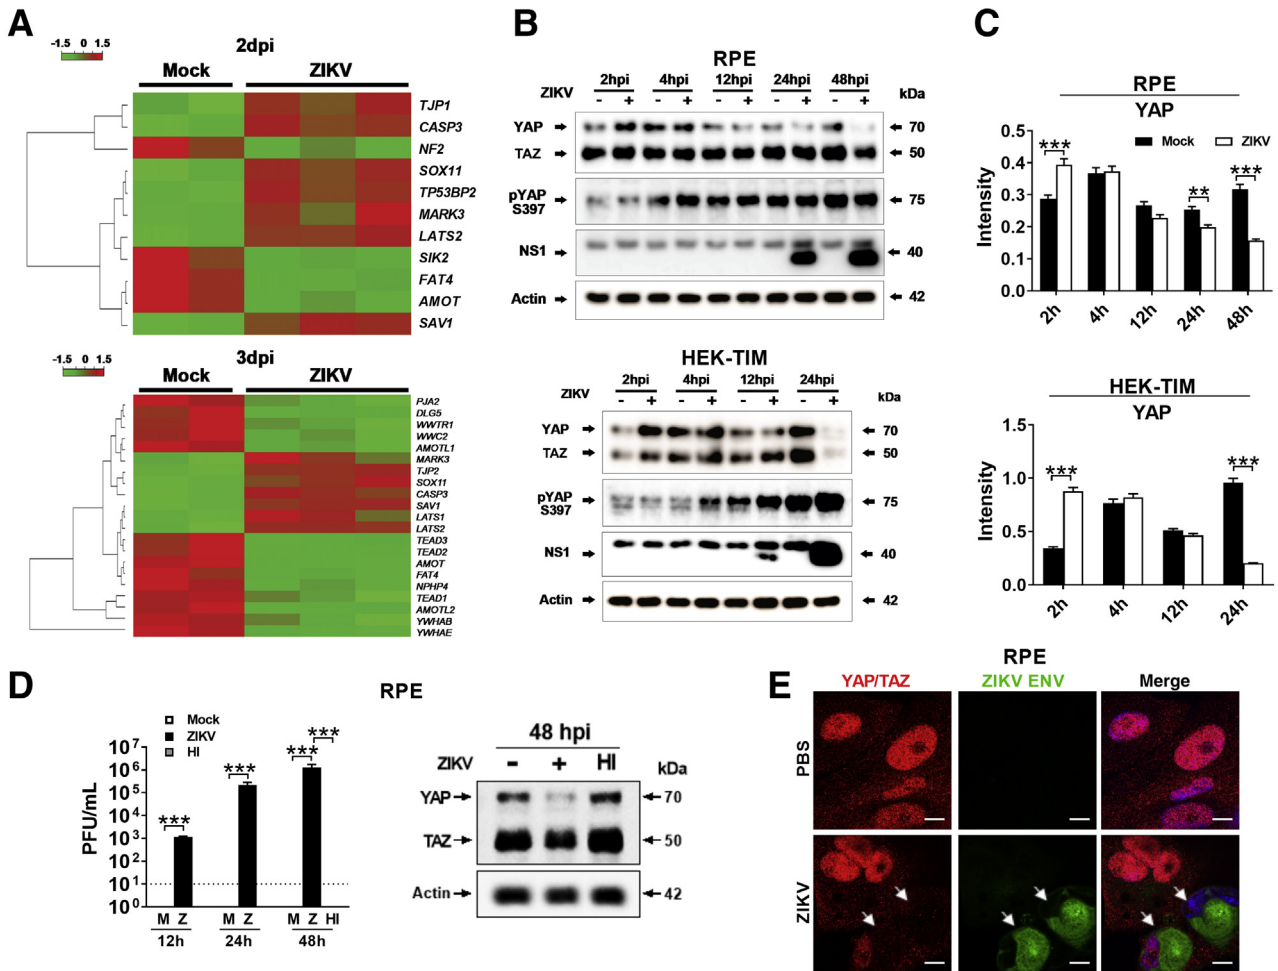 A
-1.5 0 1.5
2dpi
Mock ZIKV
TJP1
CASP3
NF2
SOX11
TP53BP2
MARK3
LATS2
SIK2
FAT4
AMOT
SAV1
-1.5 0 1.5
3dpi
Mock ZIKV
PJA2
DLG5
WWTR1
WWC2
AMOTL1
MARK3
TJP2
SOX11
CASP3
SAV1
LATS1
LATS2
TEAD3
TEAD2
AMOT
FAT4
NPHP4
TEAD1
AMOTL2
YWHAB
YWHAE
B
RPE
2hpi 4hpi 12hpi 24hpi 48hpi
ZIKV - + - + - + - + - + kDa
YAP 70
TAZ 50
pYAP
S397 75
NS1 40
Actin 42
HEK-TIM
2hpi 4hpi 12hpi 24hpi
ZIKV - + - + - + - + kDa
YAP 70
TAZ 50
pYAP
S397 75
NS1 40
Actin 42
C
RPE
YAP
Mock ZIKV
Intensity
0.5
0.4
0.3
0.2
0.1
0.0
*** ** ***
2h 4h 12h 24h 48h
HEK-TIM
YAP
Intensity
1.5
1.0
0.5
0.0
*** ***
2h 4h 12h 24h
D
RPE
Mock
ZIKV
HI
PFU/mL
10⁷
10⁶
10⁵
10⁴
10³
10²
10¹
10⁰
*** *** *** ***
M Z M Z M Z HI
12h 24h 48h
48 hpi
ZIKV - + HI kDa
YAP 70
TAZ 50
Actin 42
E
RPE
YAP/TAZ ZIKV ENV Merge
PBS
ZIKV